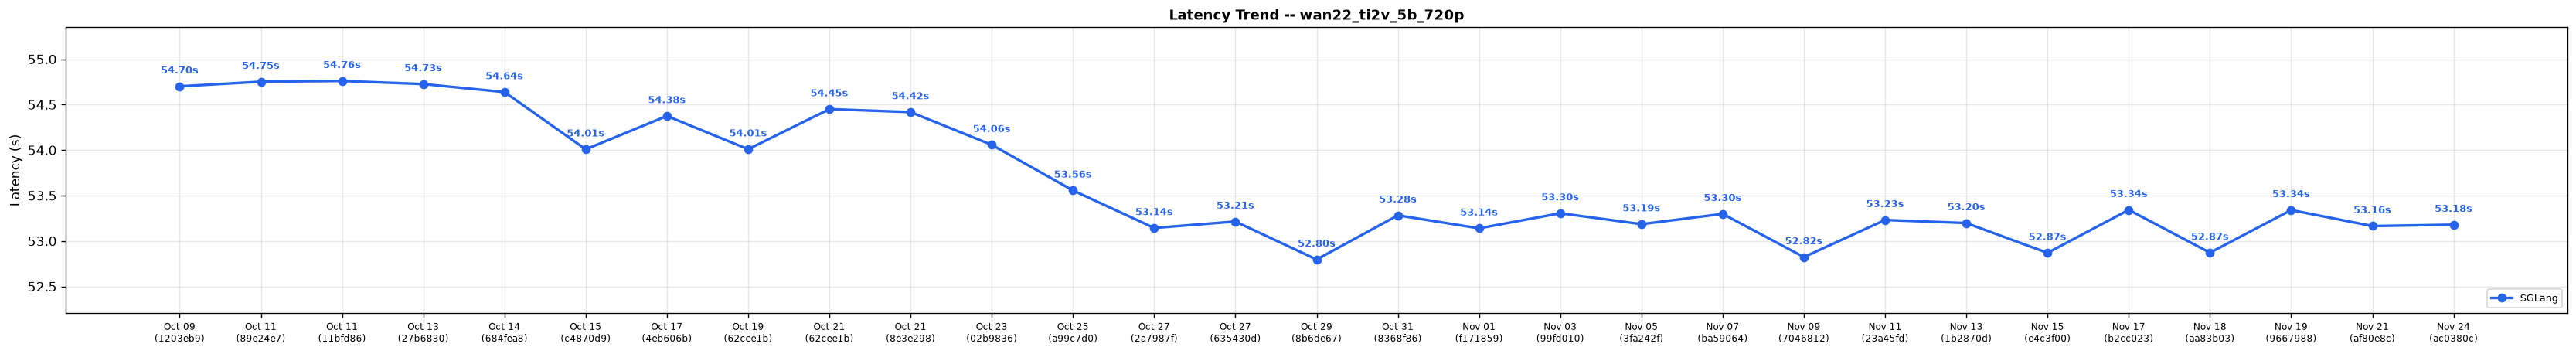 Latency Trend -- wan22_ti2v_5b_720p
Latency (s)
55.0
54.5
54.0
53.5
53.0
52.5
54.70s
54.75s
54.76s
54.73s
54.64s
54.01s
54.38s
54.01s
54.45s
54.42s
54.06s
53.56s
53.14s
53.21s
52.80s
53.28s
53.14s
53.30s
53.19s
53.30s
52.82s
53.23s
53.20s
52.87s
53.34s
52.87s
53.34s
53.16s
53.18s
SGLang
Oct 09
(1203eb9)
Oct 11
(89e24e7)
Oct 11
(11bfd86)
Oct 13
(27b6830)
Oct 14
(684fea8)
Oct 15
(c4870d9)
Oct 17
(4eb606b)
Oct 19
(62cee1b)
Oct 21
(62cee1b)
Oct 21
(8e3e298)
Oct 23
(02b9836)
Oct 25
(a99c7d0)
Oct 27
(2a7987f)
Oct 27
(635430d)
Oct 29
(8b6de67)
Oct 31
(8368f86)
Nov 01
(f171859)
Nov 03
(99fd010)
Nov 05
(3fa242f)
Nov 07
(ba59064)
Nov 09
(7046812)
Nov 11
(23a45fd)
Nov 13
(1b2870d)
Nov 15
(e4c3f00)
Nov 17
(b2cc023)
Nov 18
(aa83b03)
Nov 19
(9667988)
Nov 21
(af80e8c)
Nov 24
(ac0380c)